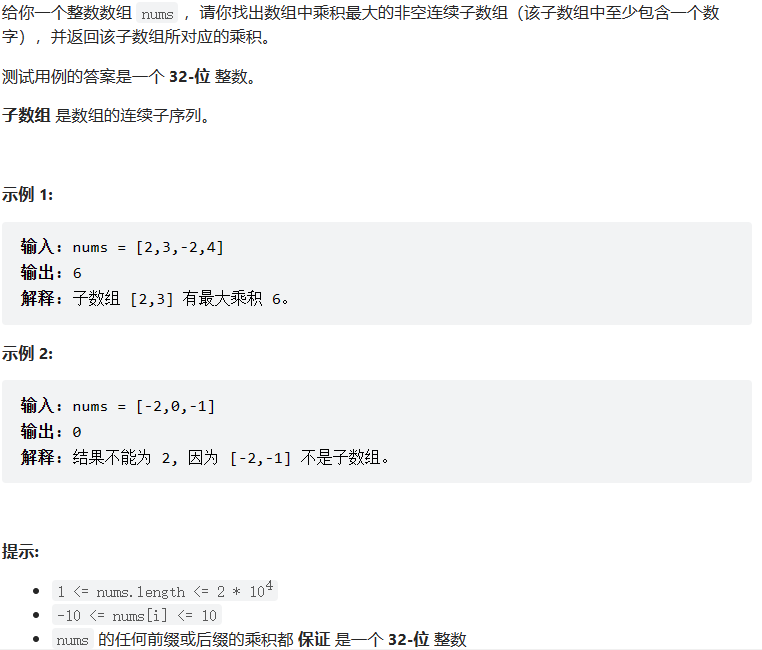 给你一个整数数组 nums ，请你找出数组中乘积最大的非空连续子数组（该子数组中至少包含一个数
字），并返回该子数组所对应的乘积。
测试用例的答案是一个 32-位 整数。
子数组 是数组的连续子序列。
示例 1:
输入: nums = [2,3,-2,4]
输出: 6
解释: 子数组 [2,3] 有最大乘积 6。
示例 2:
输入: nums = [-2,0,-1]
输出: 0
解释: 结果不能为 2, 因为 [-2,-1] 不是子数组。
提示:
• 1 <= nums.length <= 2 * 10⁴
• -10 <= nums[i] <= 10
• nums 的任何前缀或后缀的乘积都 保证 是一个 32-位 整数